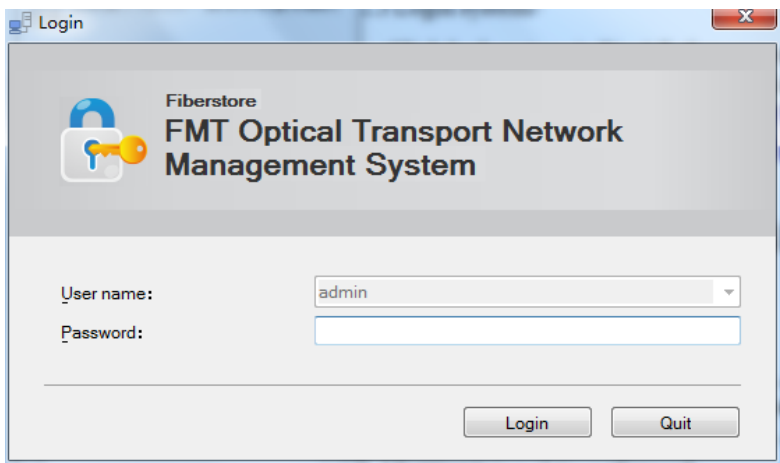 Login
Fiberstore
FMT Optical Transport Network
Management System
User name:
admin
Password:
Login
Quit